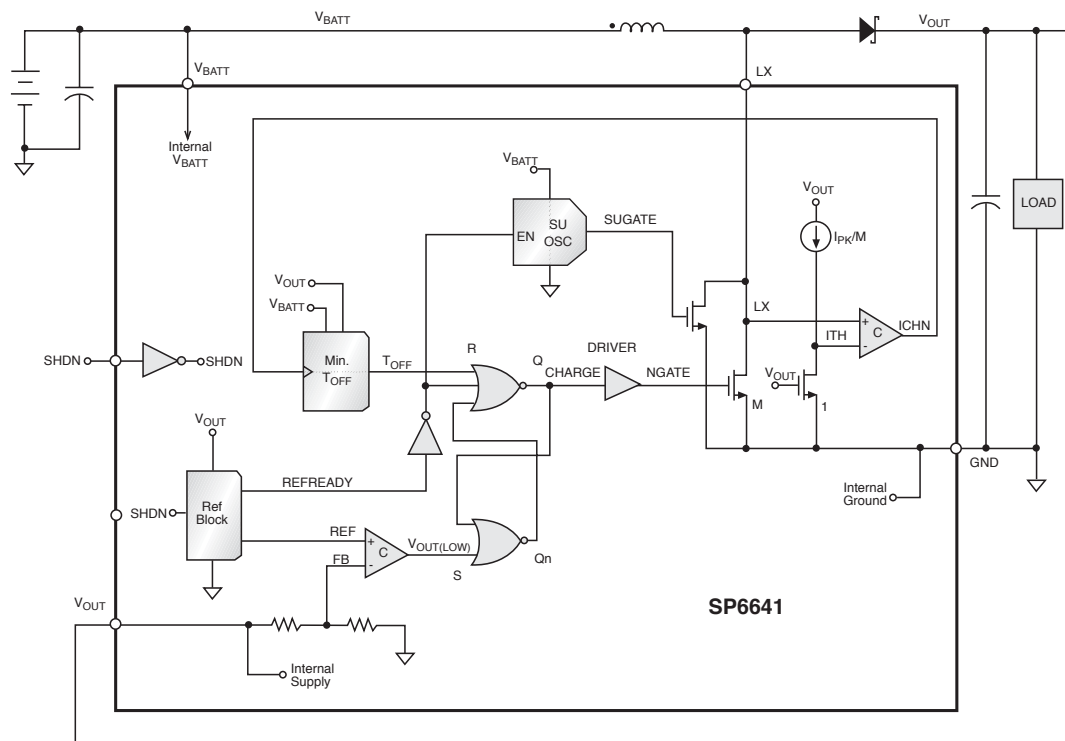 VBATT
VOUT
VBATT
LX
Internal
VBATT
VBATT
VOUT
SU
OSC
EN
SUGATE
IPK/M
LOAD
VOUT
VBATT
LX
+
C
-
ICHN
ITH
SHDN
SHDN
Min.
TOFF
TOFF
R
Q
CHARGE
DRIVER
NGATE
VOUT
M
1
VOUT
GND
REFREADY
Internal
Ground
SHDN
Ref
Block
REF
+
C
-
FB
VOUT(LOW)
S
Qn
SP6641
VOUT
Internal
Supply